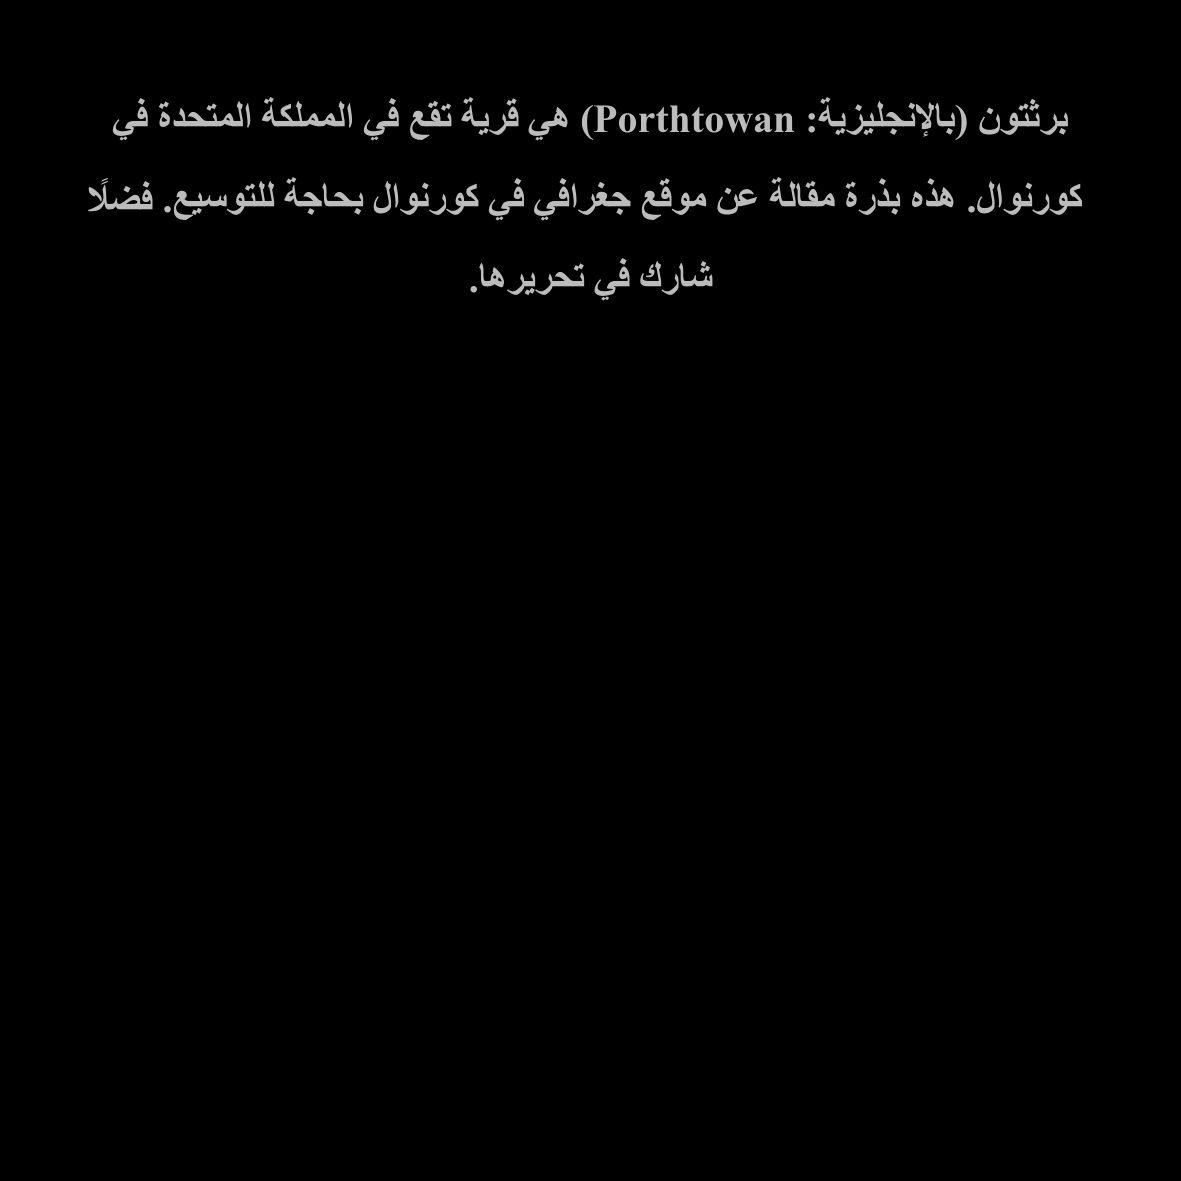 برثتون (بالإنجليزية: Porthtowan) هي قرية تقع في المملكة المتحدة في
كورنوال. هذه بذرة مقالة عن موقع جغرافي في كورنوال بحاجة للتوسيع. فضلًا
شارك في تحريرها.